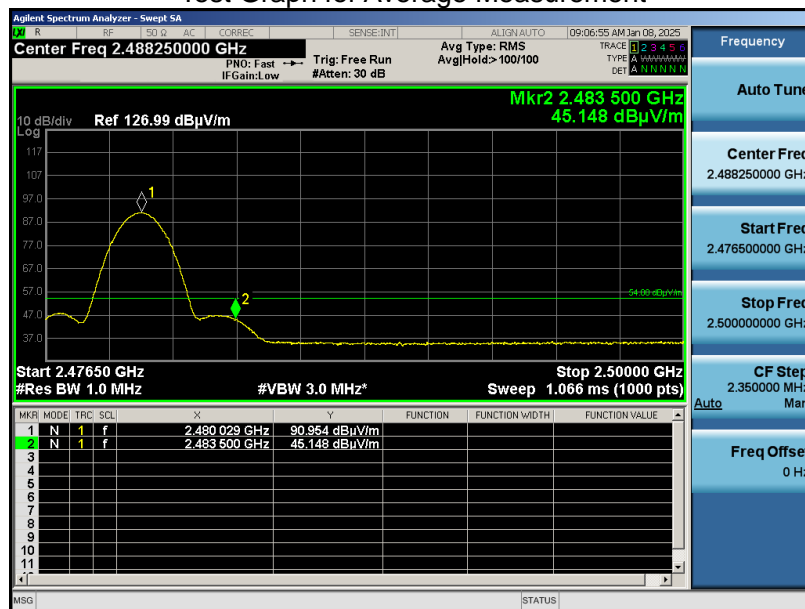 Test Graph for Average Measurement
Agilent Spectrum Analyzer - Swept SA
LXI R RF 50 Ω AC CORREC SENSE:INT ALIGN AUTO 09:06:55 AM Jan 08, 2025
Center Freq 2.488250000 GHz
PNO: Fast
IFGain:Low
Trig: Free Run
#Atten: 30 dB
Avg Type: RMS
Avg|Hold:>100/100
TRACE 1 2 3 4 5 6
TYPE A
DET A N N N N N
Mkr2 2.483 500 GHz
45.148 dBµV/m
10 dB/div Ref 126.99 dBµV/m
Log
117
107
97.0
87.0
77.0
67.0
57.0
47.0
37.0
1
2
54.00 dBµV/m
Start 2.47650 GHz Stop 2.50000 GHz
#Res BW 1.0 MHz #VBW 3.0 MHz* Sweep 1.066 ms (1000 pts)
MKR MODE TRC SCL X Y FUNCTION FUNCTION WIDTH FUNCTION VALUE
1 N 1 f 2.480 029 GHz 90.954 dBµV/m
2 N 1 f 2.483 500 GHz 45.148 dBµV/m
3
4
5
6
7
8
9
10
11
MSG STATUS
Frequency
Auto Tune
Center Freq
2.488250000 GHz
Start Freq
2.476500000 GHz
Stop Freq
2.500000000 GHz
CF Step
2.350000 MHz
Auto Man
Freq Offset
0 Hz